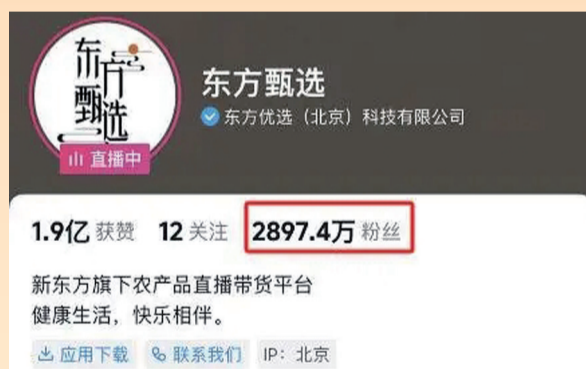 东方甄选
直播中
东方甄选
东方优选（北京）科技有限公司
1.9亿 获赞 12 关注 2897.4万 粉丝
新东方旗下农产品直播带货平台
健康生活，快乐相伴。
应用下载 联系我们 IP：北京